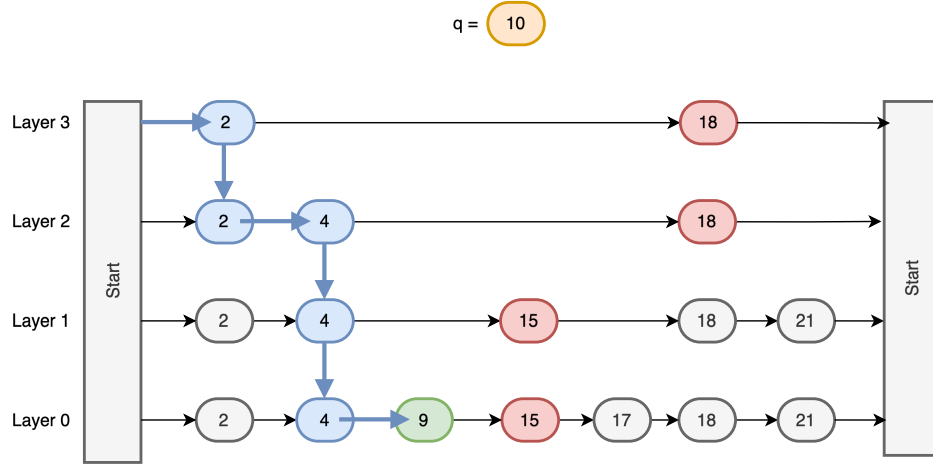 q = 10
Layer 3 2 18
Layer 2 2 4 18
Layer 1 2 4 15 18 21
Layer 0 2 4 9 15 17 18 21
Start
Start